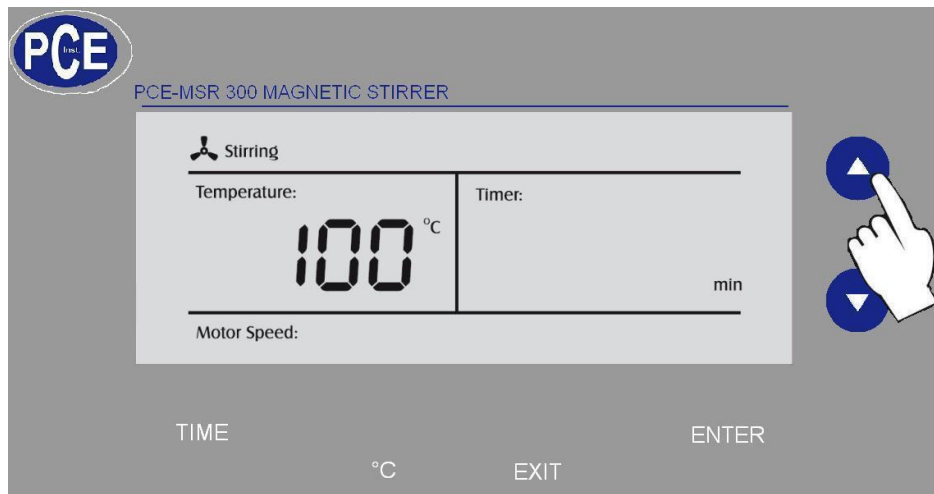 PCE
Inst.
PCE-MSR 300 MAGNETIC STIRRER
Stirring
Temperature:
Timer:
100 °C
min
Motor Speed:
TIME
ENTER
°C
EXIT